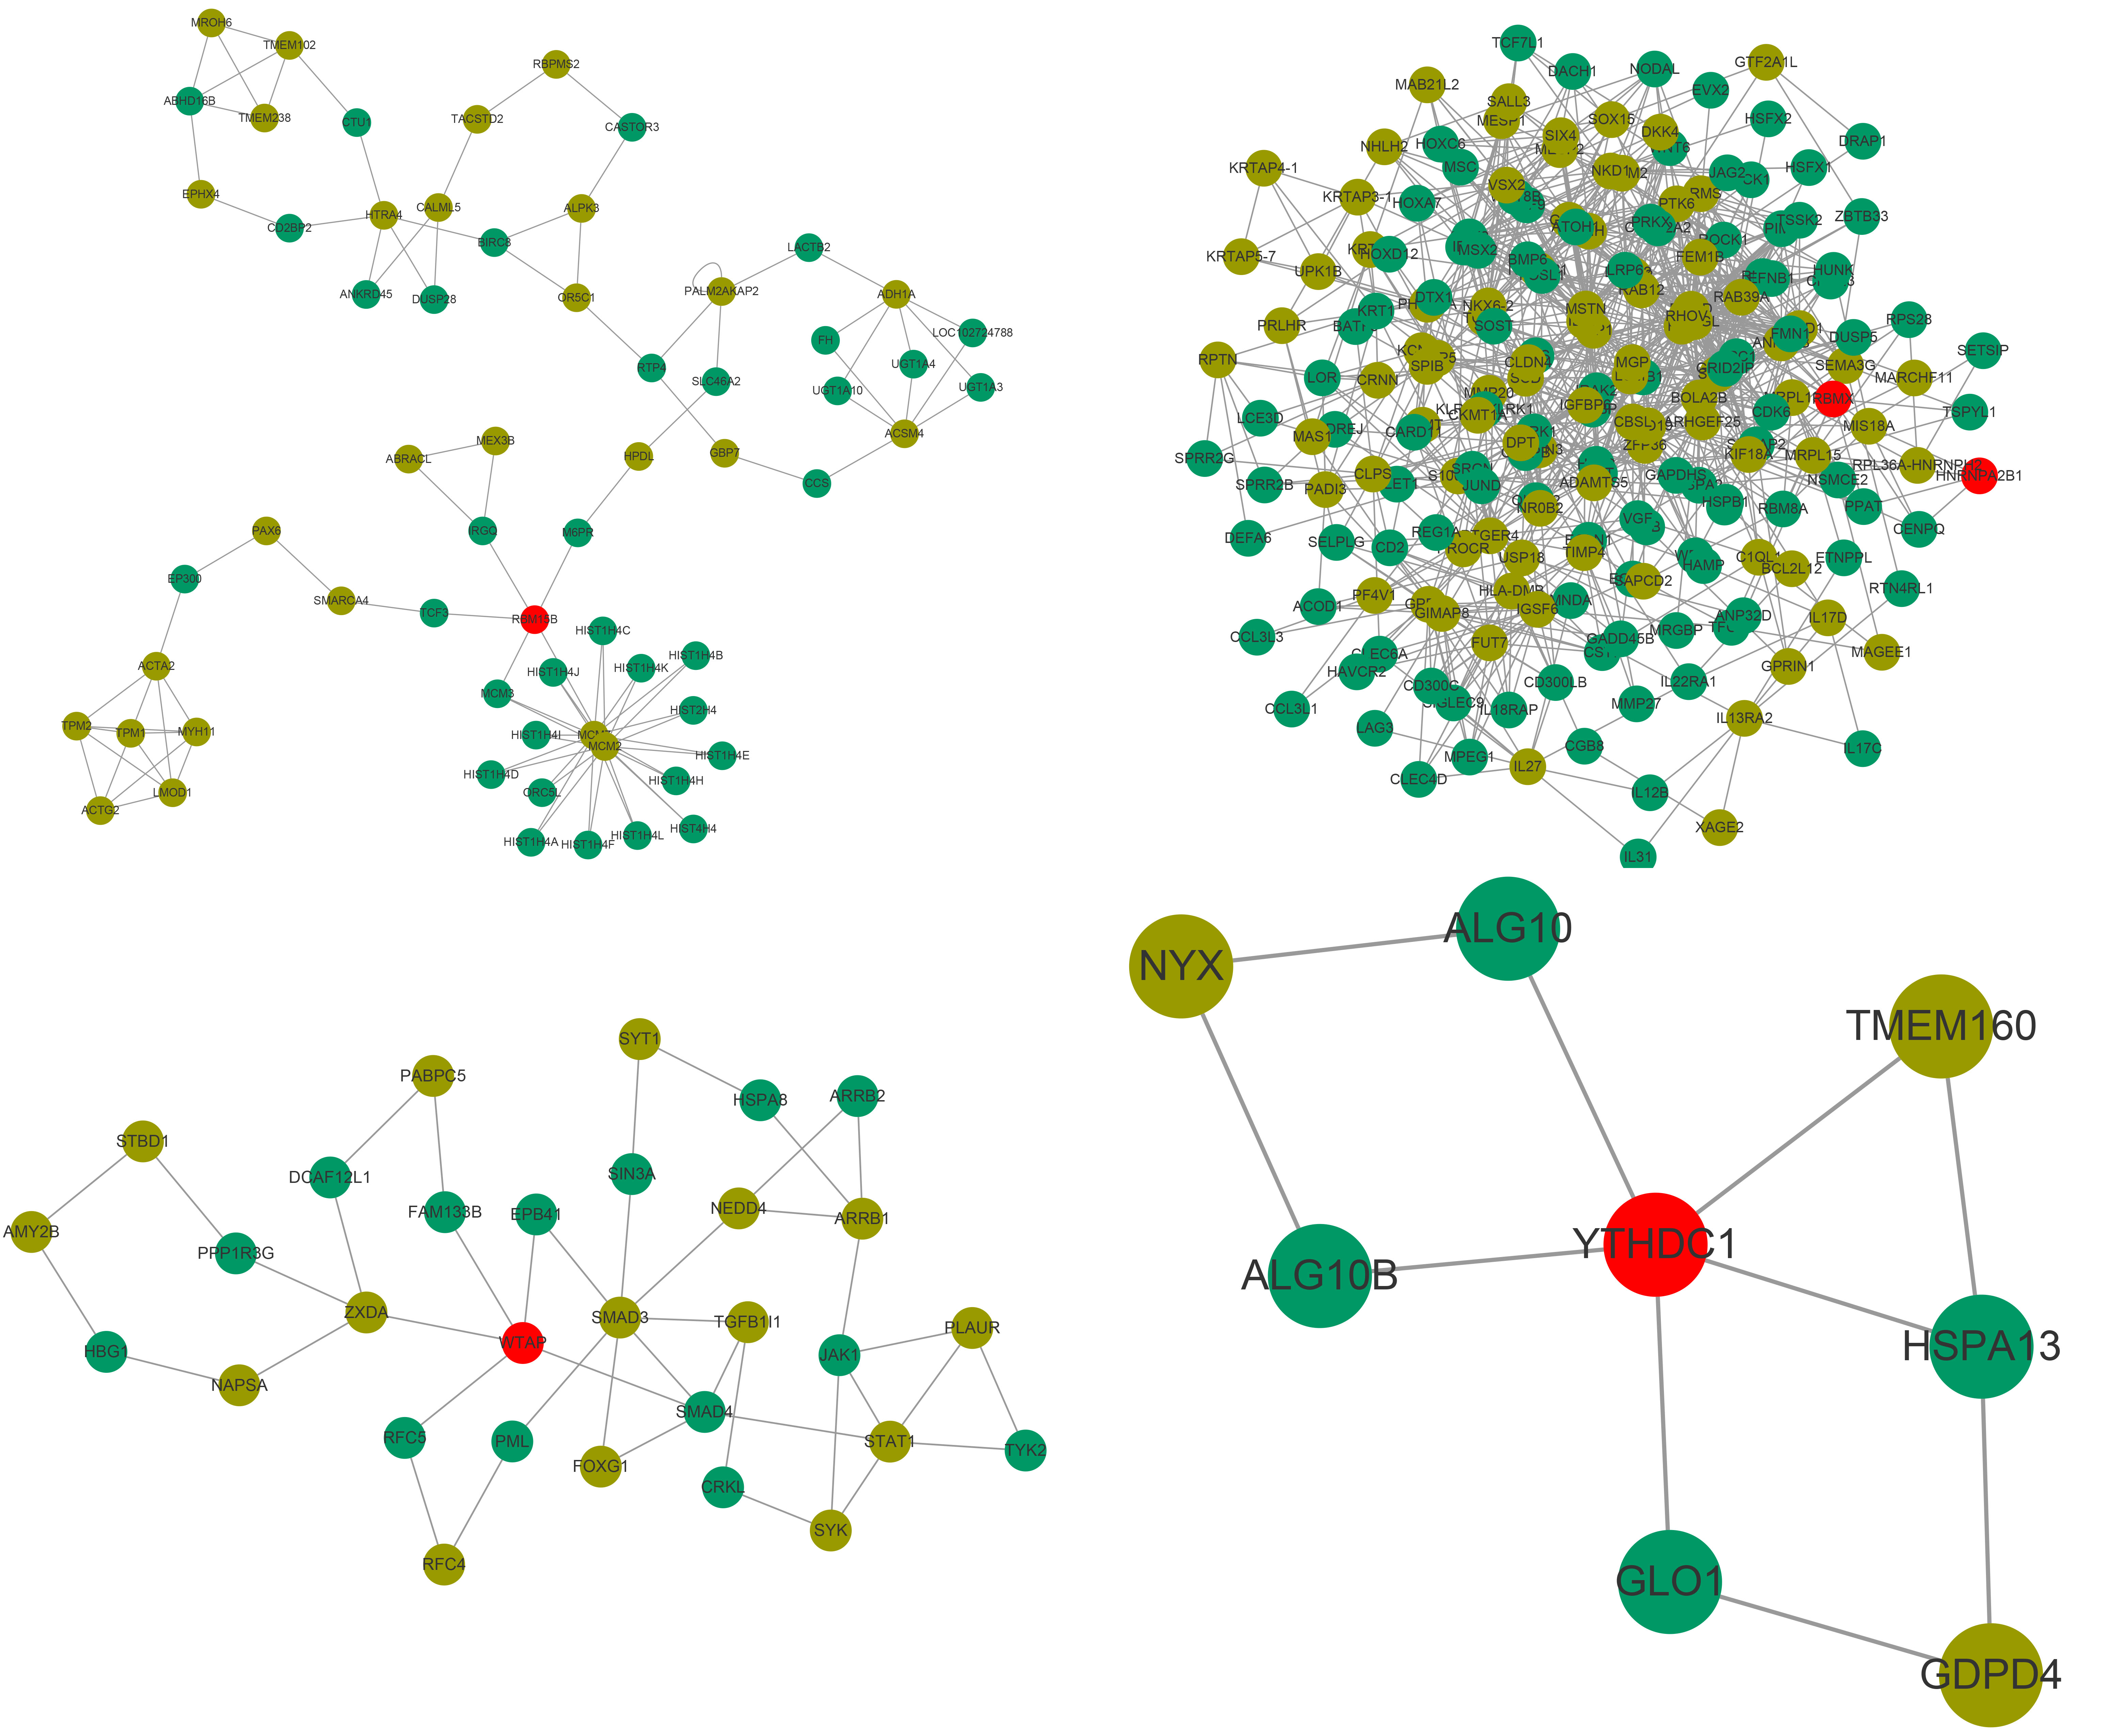 MROH6
TMEM102
RBPMS2
ABHD16B
TMEM238
CTU1
TACSTD2
CASTOR3
EPHX4
CALML5
ALPK3
HTRA4
CD2BP2
BIRC8
LACTB2
ANKRD45
DUSP28
OR5C1
PALM2AKAP2
ADH1A
FH
LOC102724788
UGT1A4
RTP4
SLC46A2
UGT1A10
UGT1A3
MEX3B
ACSM4
ABRACL
HPDL
GBP7
CCS
PAX6
IRGQ
M6PR
EP300
SMARCA4
TCF3
RBM15B
HIST1H4C
HIST1H4B
ACTA2
HIST1H4J
HIST1H4K
MCM3
HIST2H4
TPM2
TPM1
MYH11
HIST1H4I
MCM2
HIST1H4E
HIST1H4D
HIST1H4H
LMOD1
ORC5L
ACTG2
HIST4H4
HIST1H4A
HIST1H4F
HIST1H4L
TCF7L1
GTF2A1L
DACH1
NODAL
MAB21L2
EVX2
SALL3
MESP1
SOX15
HSFX2
DKK4
SIX4
DRAP1
HOXC6
NHLH2
KRTAP4-1
MSC
HSFX1
NKD1
JAG2
VSX2
KRTAP3-1
HOXA7
PTK6
ZBTB33
PRKX
TSSK2
ATOH1
KRTAP5-7
HOXD12
MSX2
UPK1B
BMP6
FEM1B
LRP6
EFNB1
HUNK
DTX1
RAB12
RAB39A
NKX6-2
KRT1
MSTN
RHOV
PRLHR
SOST
FMN1
DUSP5
RPS28
RPTN
SETSIP
SPIB
CLDN4
MGP
GRID2IP
SEMA3G
LOR
CRNN
MARCHF11
RBMX
BOLA2B
IGFBP6
LCE3D
CKMT1A
CBSL
ARHGEF25
CDK6
TSPYL1
MIS18A
MAS1
CARD11
DPT
ZFP36
KIF18A
MRPL15
SPRR2G
SPRR2B
CLPS
SRGN
JUND
ADAMTS5
GAPDHS
RPL36A-HNRNPH2
HNRNPA2B1
NSMCE2
PADI3
NR0B2
HSPB1
RBM8A
PPAT
VGF
DEFA6
SELPLG
REG1A
CENPQ
CD2
PROCR
USP18
TIMP4
HAMP
C1QL1
BCL2L12
ETNPPL
RTN4RL1
ACOD1
PF4V1
HLA-DMB
SAPCD2
GIMAP8
IGSF6
MNDA
ANP32D
IL17D
CCL3L3
FUT7
GADD45B
MRGBP
MAGEE1
CLEC6A
HAVCR2
GPRIN1
CD300C
CD300LB
IL22RA1
CCL3L1
SIGLEC9
IL18RAP
MMP27
LAG3
IL13RA2
CGB8
IL17C
MPEG1
IL27
CLEC4D
IL12B
XAGE2
IL31
SYT1
PABPC5
HSPA8
ARRB2
STBD1
DCAF12L1
SIN3A
FAM133B
EPB41
NEDD4
ARRB1
AMY2B
PPP1R3G
ZXDA
SMAD3
TGFB1I1
PLAUR
HBG1
WTAP
JAK1
NAPSA
SMAD4
RFC5
PML
STAT1
TYK2
FOXG1
CRKL
SYK
RFC4
ALG10
NYX
TMEM160
YTHDC1
ALG10B
HSPA13
GLO1
GDPD4